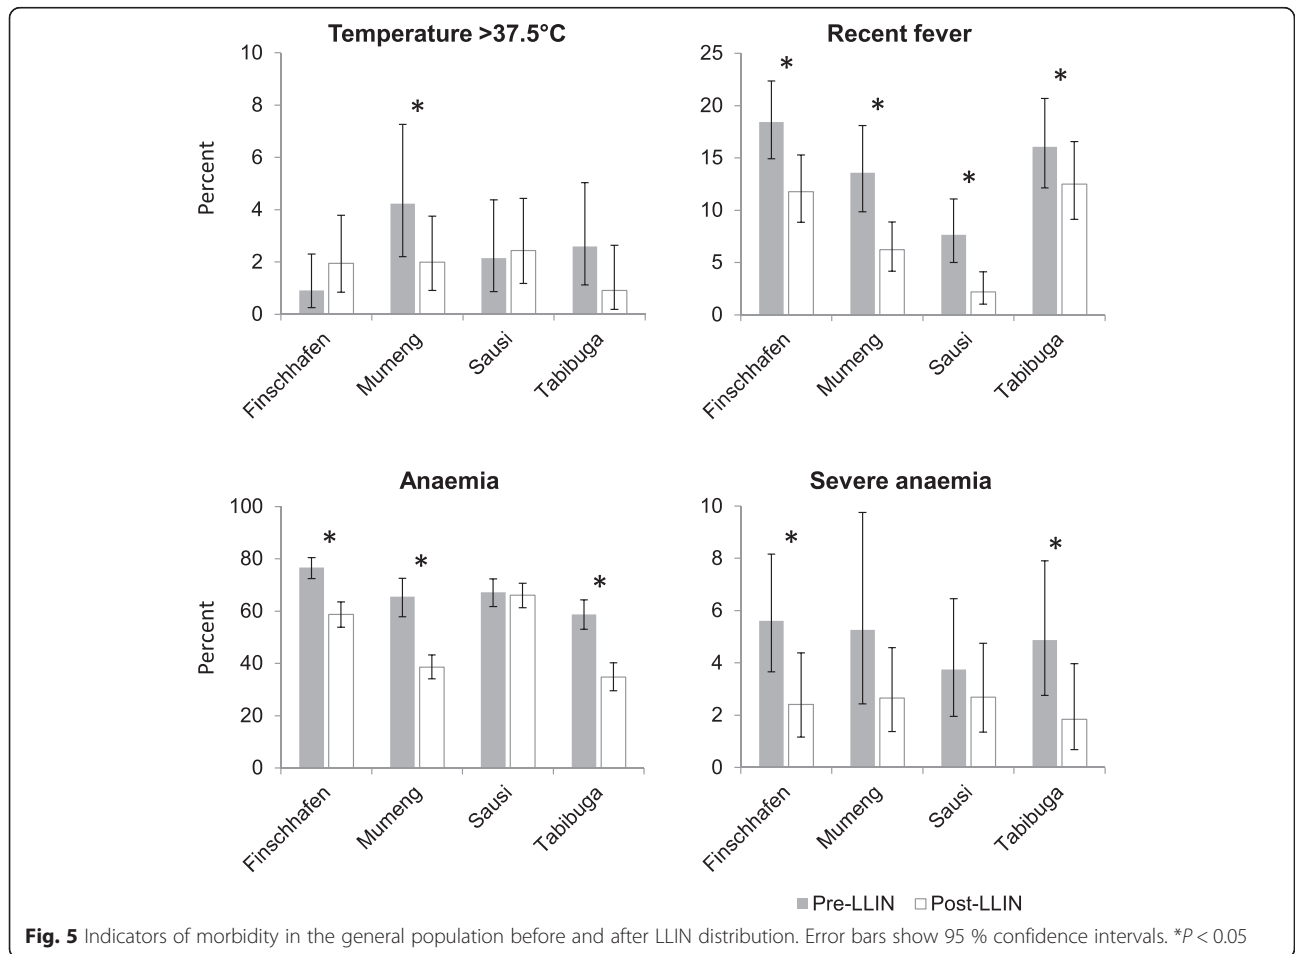 Temperature >37.5°C
10
8
6
4
2
0
Percent
*
Finschhafen
Mumeng
Sausi
Tabibuga
Recent fever
25
20
15
10
5
0
*
*
*
*
Finschhafen
Mumeng
Sausi
Tabibuga
Anaemia
100
80
60
40
20
0
Percent
*
*
*
Finschhafen
Mumeng
Sausi
Tabibuga
Severe anaemia
10
8
6
4
2
0
*
*
Finschhafen
Mumeng
Sausi
Tabibuga
Pre-LLIN Post-LLIN
Fig. 5 Indicators of morbidity in the general population before and after LLIN distribution. Error bars show 95 % confidence intervals. *P < 0.05